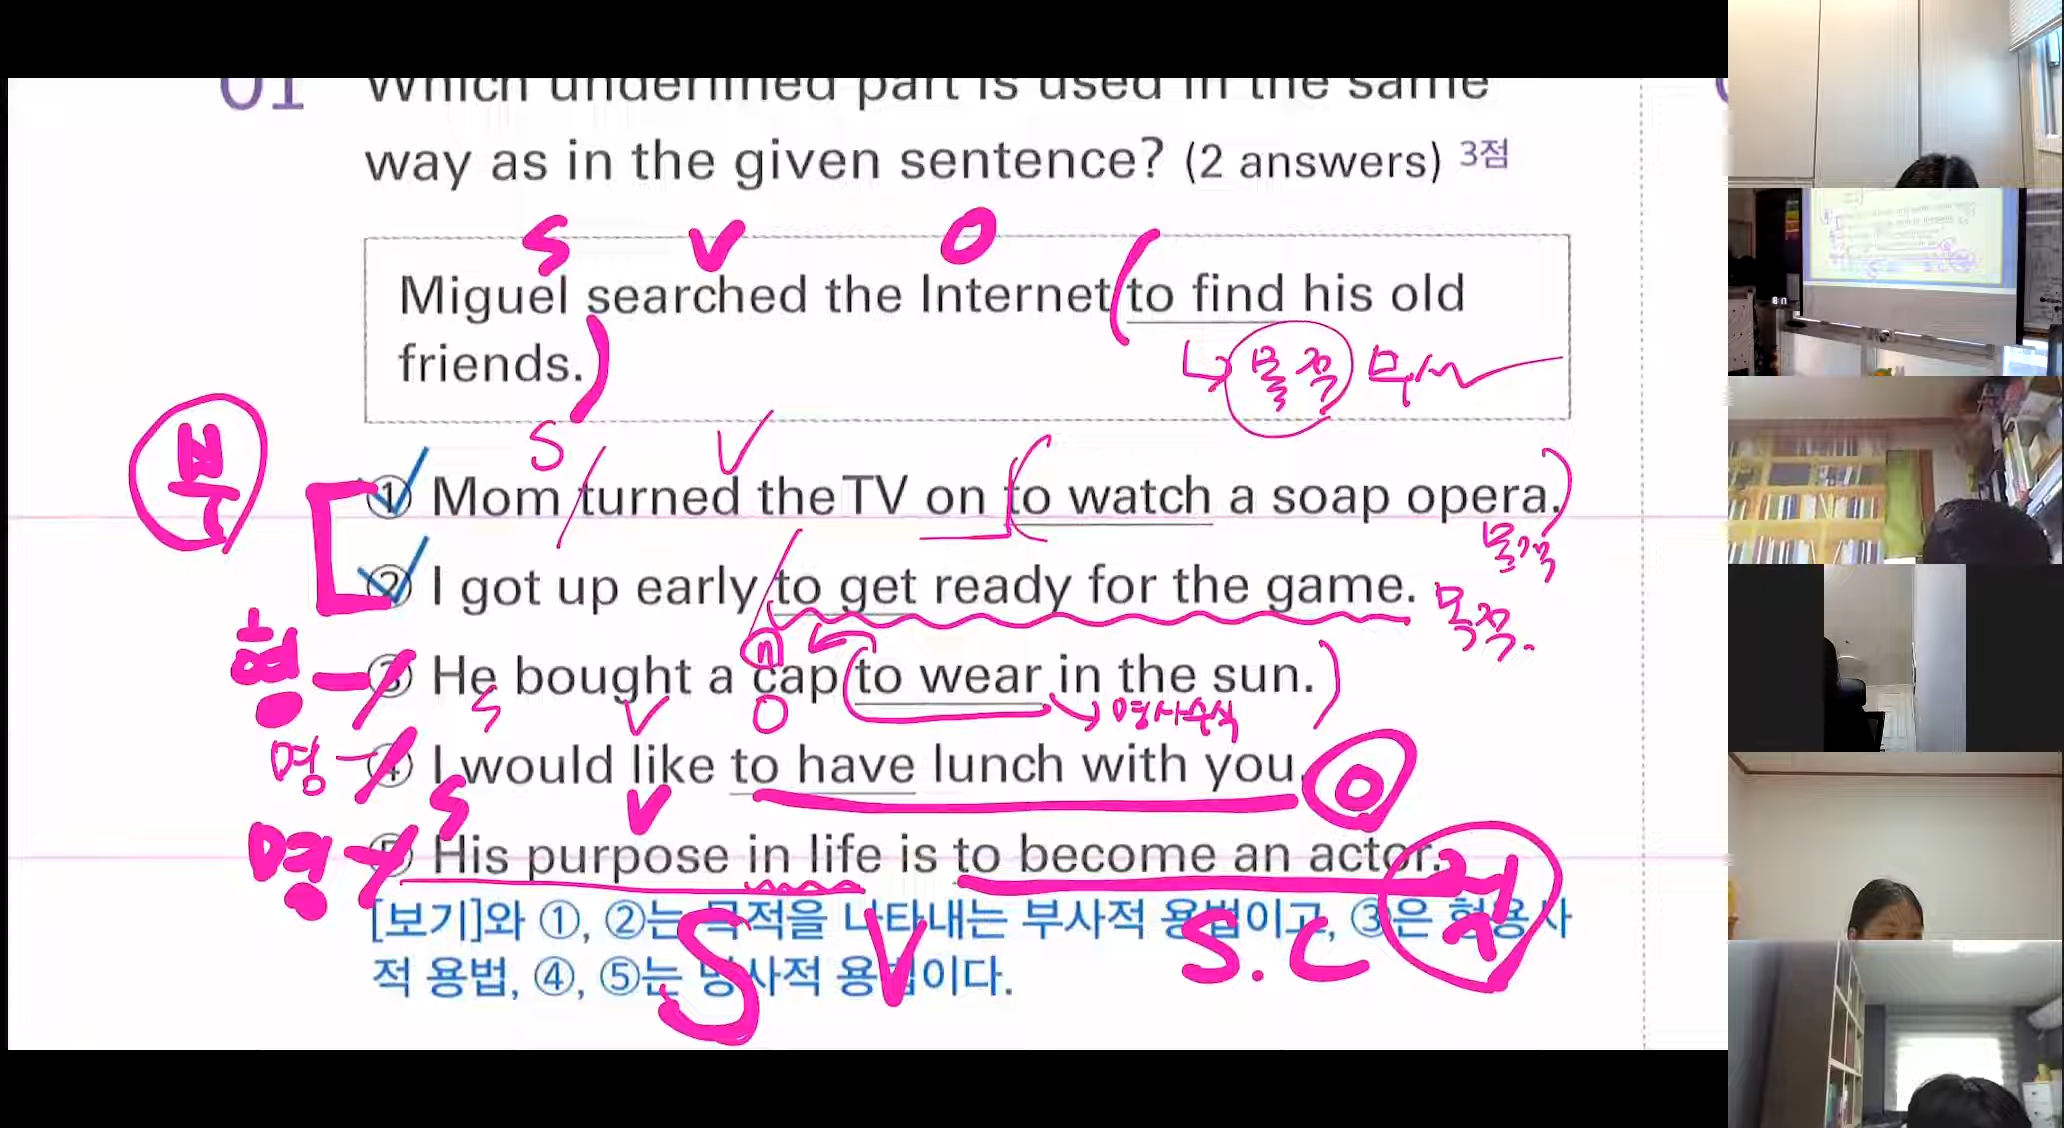 01 Which underlined part is used in the same
way as in the given sentence? (2 answers) 3점
S V O
Miguel searched the Internet (to find his old
friends.)
목적 부사
부
S V
① Mom turned the TV on (to watch a soap opera.)
목적
② I got up early to get ready for the game.
목적.
n
형 ③ He bought a cap (to wear in the sun.)
S V O 명사수식
명 ④ I would like to have lunch with you. O
S V
명 ⑤ His purpose in life is to become an actor.
[보기]와 ①, ②는 목적을 나타내는 부사적 용법이고, ③은 형용사
적 용법, ④, ⑤는 명사적 용법이다.
S V S.C